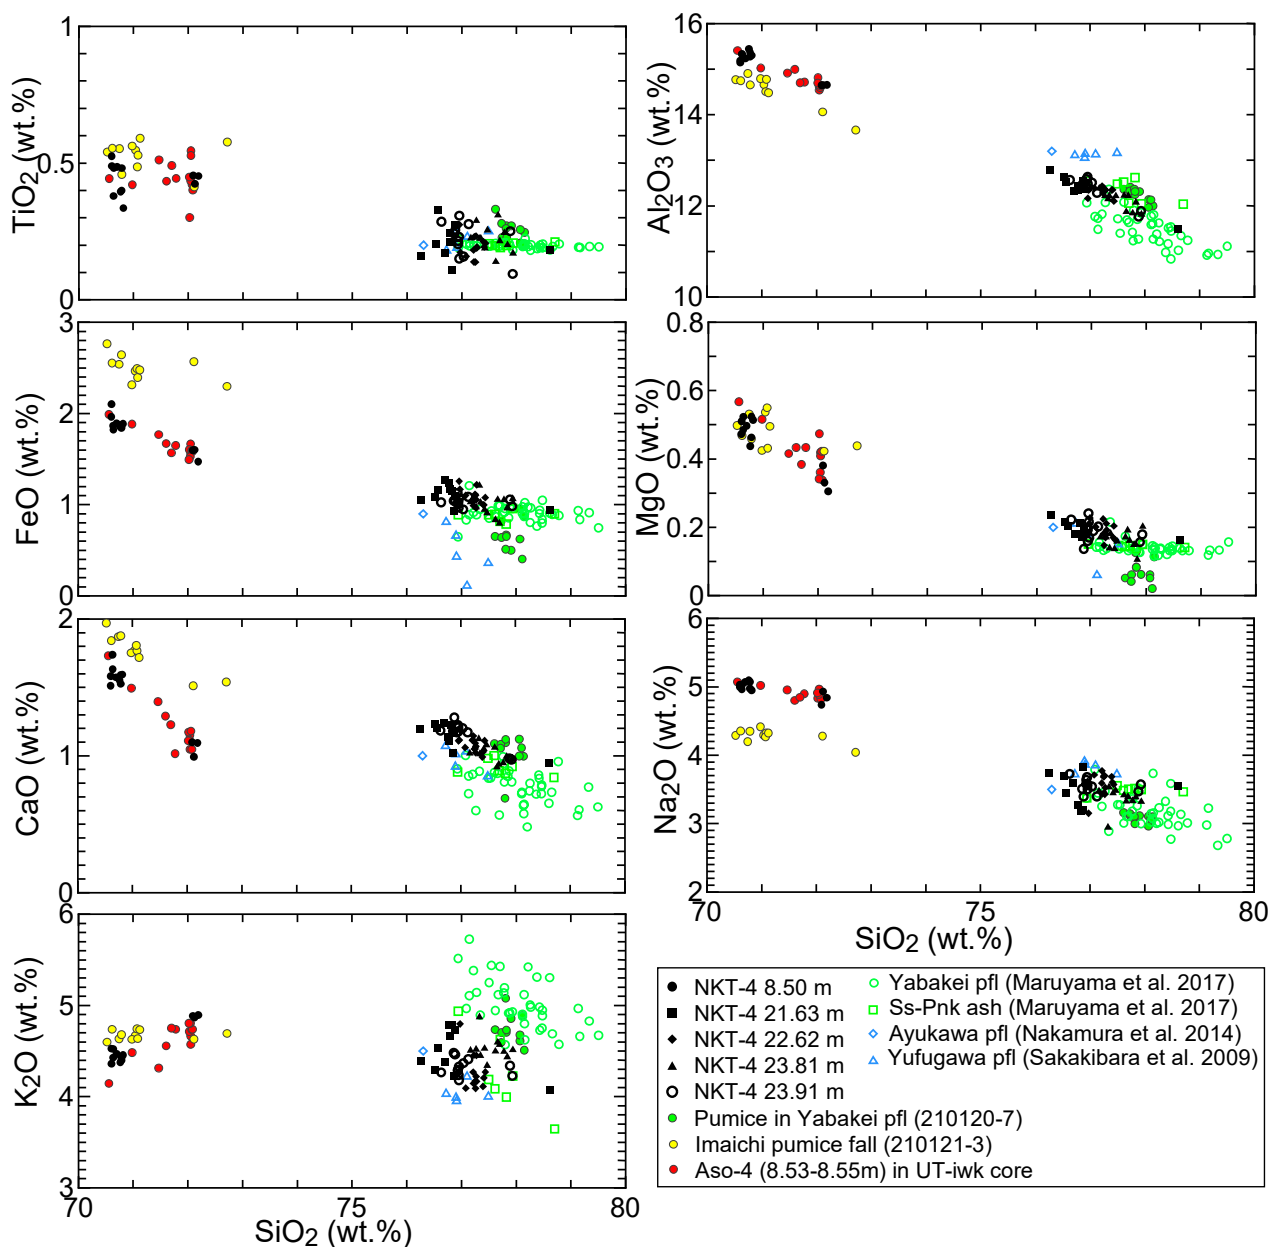 1
0.5
0
TiO2 (wt.%)
16
14
12
10
Al2O3 (wt.%)
3
2
1
0
FeO (wt.%)
0.8
0.6
0.4
0.2
0
MgO (wt.%)
2
1
0
CaO (wt.%)
6
5
4
3
2
Na2O (wt.%)
70 75 80
SiO2 (wt.%)
6
5
4
3
K2O (wt.%)
70 75 80
SiO2 (wt.%)
NKT-4 8.50 m
NKT-4 21.63 m
NKT-4 22.62 m
NKT-4 23.81 m
NKT-4 23.91 m
Pumice in Yabakei pfl (210120-7)
Imaichi pumice fall (210121-3)
Aso-4 (8.53-8.55m) in UT-iwk core
Yabakei pfl (Maruyama et al. 2017)
Ss-Pnk ash (Maruyama et al. 2017)
Ayukawa pfl (Nakamura et al. 2014)
Yufugawa pfl (Sakakibara et al. 2009)